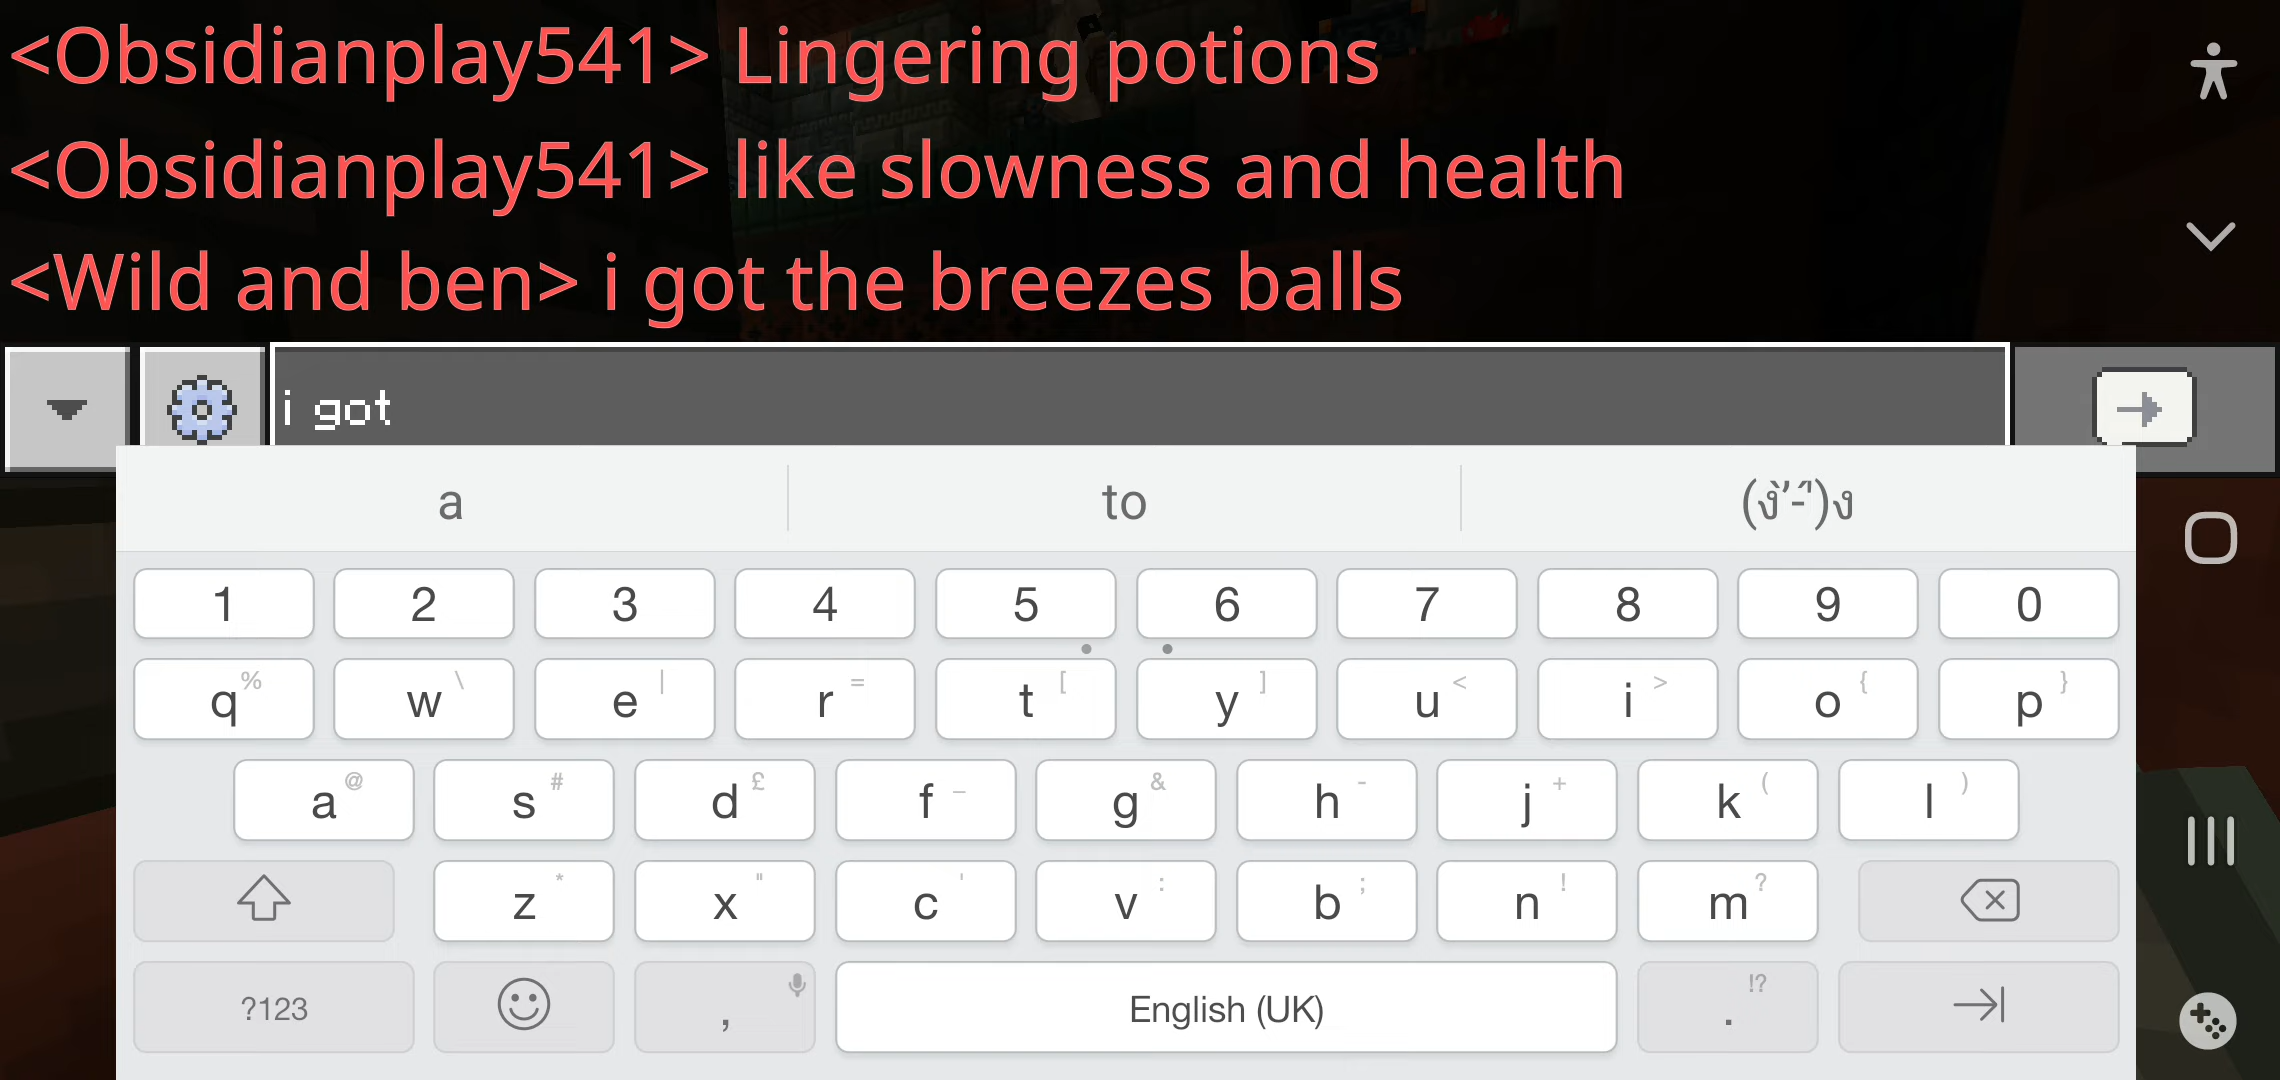 <Obsidianplay541> Lingering potions
<Obsidianplay541> like slowness and health
<Wild and ben> i got the breezes balls
i got
a to (ง'̀-'́)ง
1 2 3 4 5 6 7 8 9 0
q % w \ e | r = t [ y ] u < i > o { p }
a @ s # d £ f _ g & h - j + k ( l )
z * x " c ' v : b ; n ! m ?
?123 , English (UK) . !?